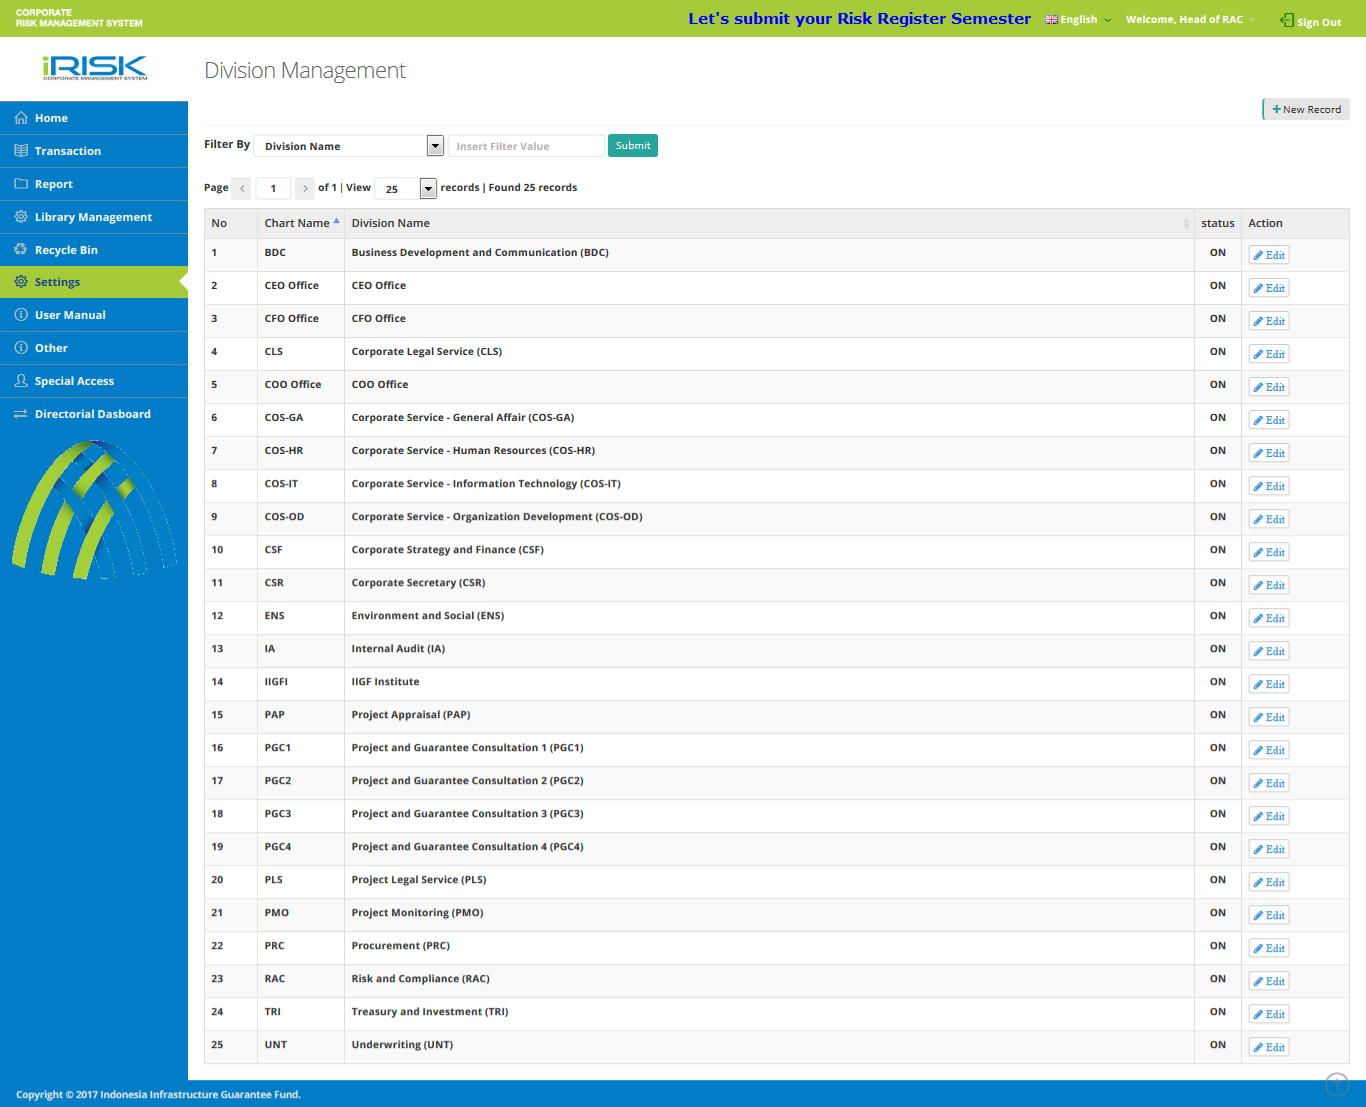 CORPORATE
RISK MANAGEMENT SYSTEM
Let's submit your Risk Register Semester
English
Welcome, Head of RAC
Sign Out
iRISK
CORPORATE MANAGEMENT SYSTEM
Division Management
New Record
Home
Transaction
Report
Library Management
Recycle Bin
Settings
User Manual
Other
Special Access
Directorial Dasboard
Filter By Division Name Insert Filter Value Submit
Page < 1 > of 1 | View 25 records | Found 25 records
No Chart Name Division Name status Action
1 BDC Business Development and Communication (BDC) ON Edit
2 CEO Office CEO Office ON Edit
3 CFO Office CFO Office ON Edit
4 CLS Corporate Legal Service (CLS) ON Edit
5 COO Office COO Office ON Edit
6 COS-GA Corporate Service - General Affair (COS-GA) ON Edit
7 COS-HR Corporate Service - Human Resources (COS-HR) ON Edit
8 COS-IT Corporate Service - Information Technology (COS-IT) ON Edit
9 COS-OD Corporate Service - Organization Development (COS-OD) ON Edit
10 CSF Corporate Strategy and Finance (CSF) ON Edit
11 CSR Corporate Secretary (CSR) ON Edit
12 ENS Environment and Social (ENS) ON Edit
13 IA Internal Audit (IA) ON Edit
14 IIGFI IIGF Institute ON Edit
15 PAP Project Appraisal (PAP) ON Edit
16 PGC1 Project and Guarantee Consultation 1 (PGC1) ON Edit
17 PGC2 Project and Guarantee Consultation 2 (PGC2) ON Edit
18 PGC3 Project and Guarantee Consultation 3 (PGC3) ON Edit
19 PGC4 Project and Guarantee Consultation 4 (PGC4) ON Edit
20 PLS Project Legal Service (PLS) ON Edit
21 PMO Project Monitoring (PMO) ON Edit
22 PRC Procurement (PRC) ON Edit
23 RAC Risk and Compliance (RAC) ON Edit
24 TRI Treasury and Investment (TRI) ON Edit
25 UNT Underwriting (UNT) ON Edit
Copyright © 2017 Indonesia Infrastructure Guarantee Fund.